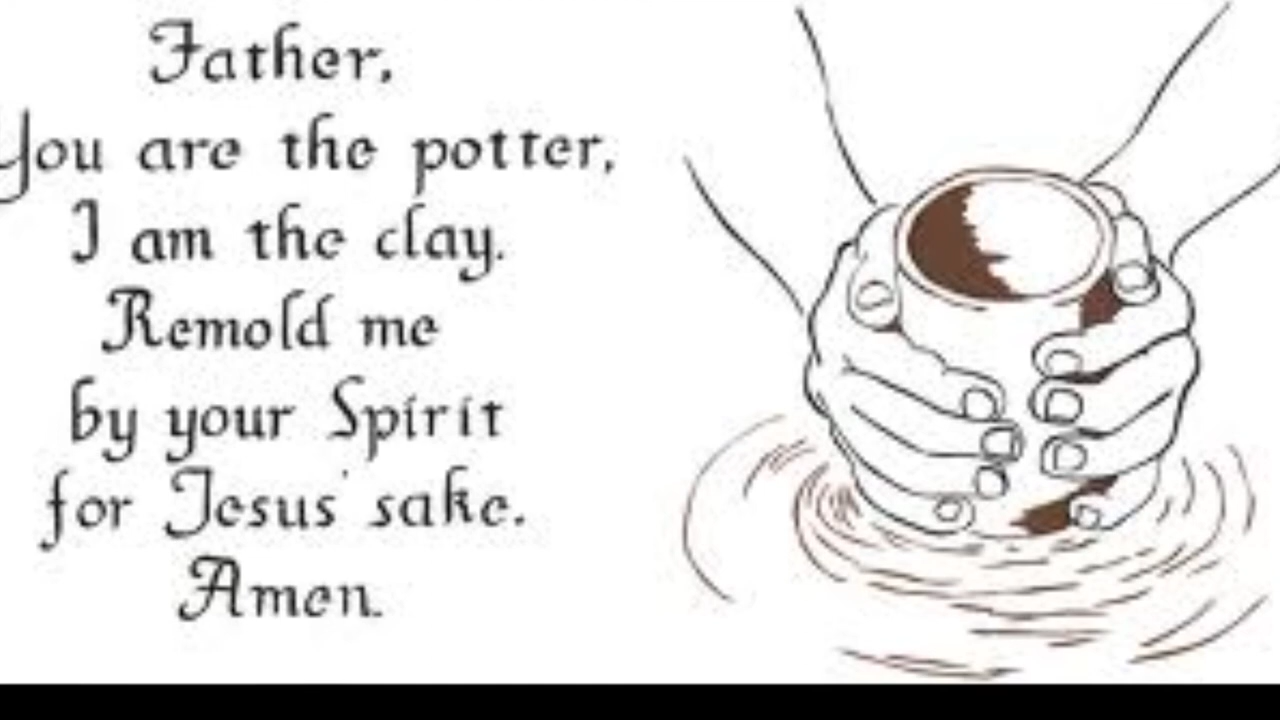 Father,
You are the potter,
I am the clay.
Remold me
by your Spirit
for Jesus' sake.
Amen.